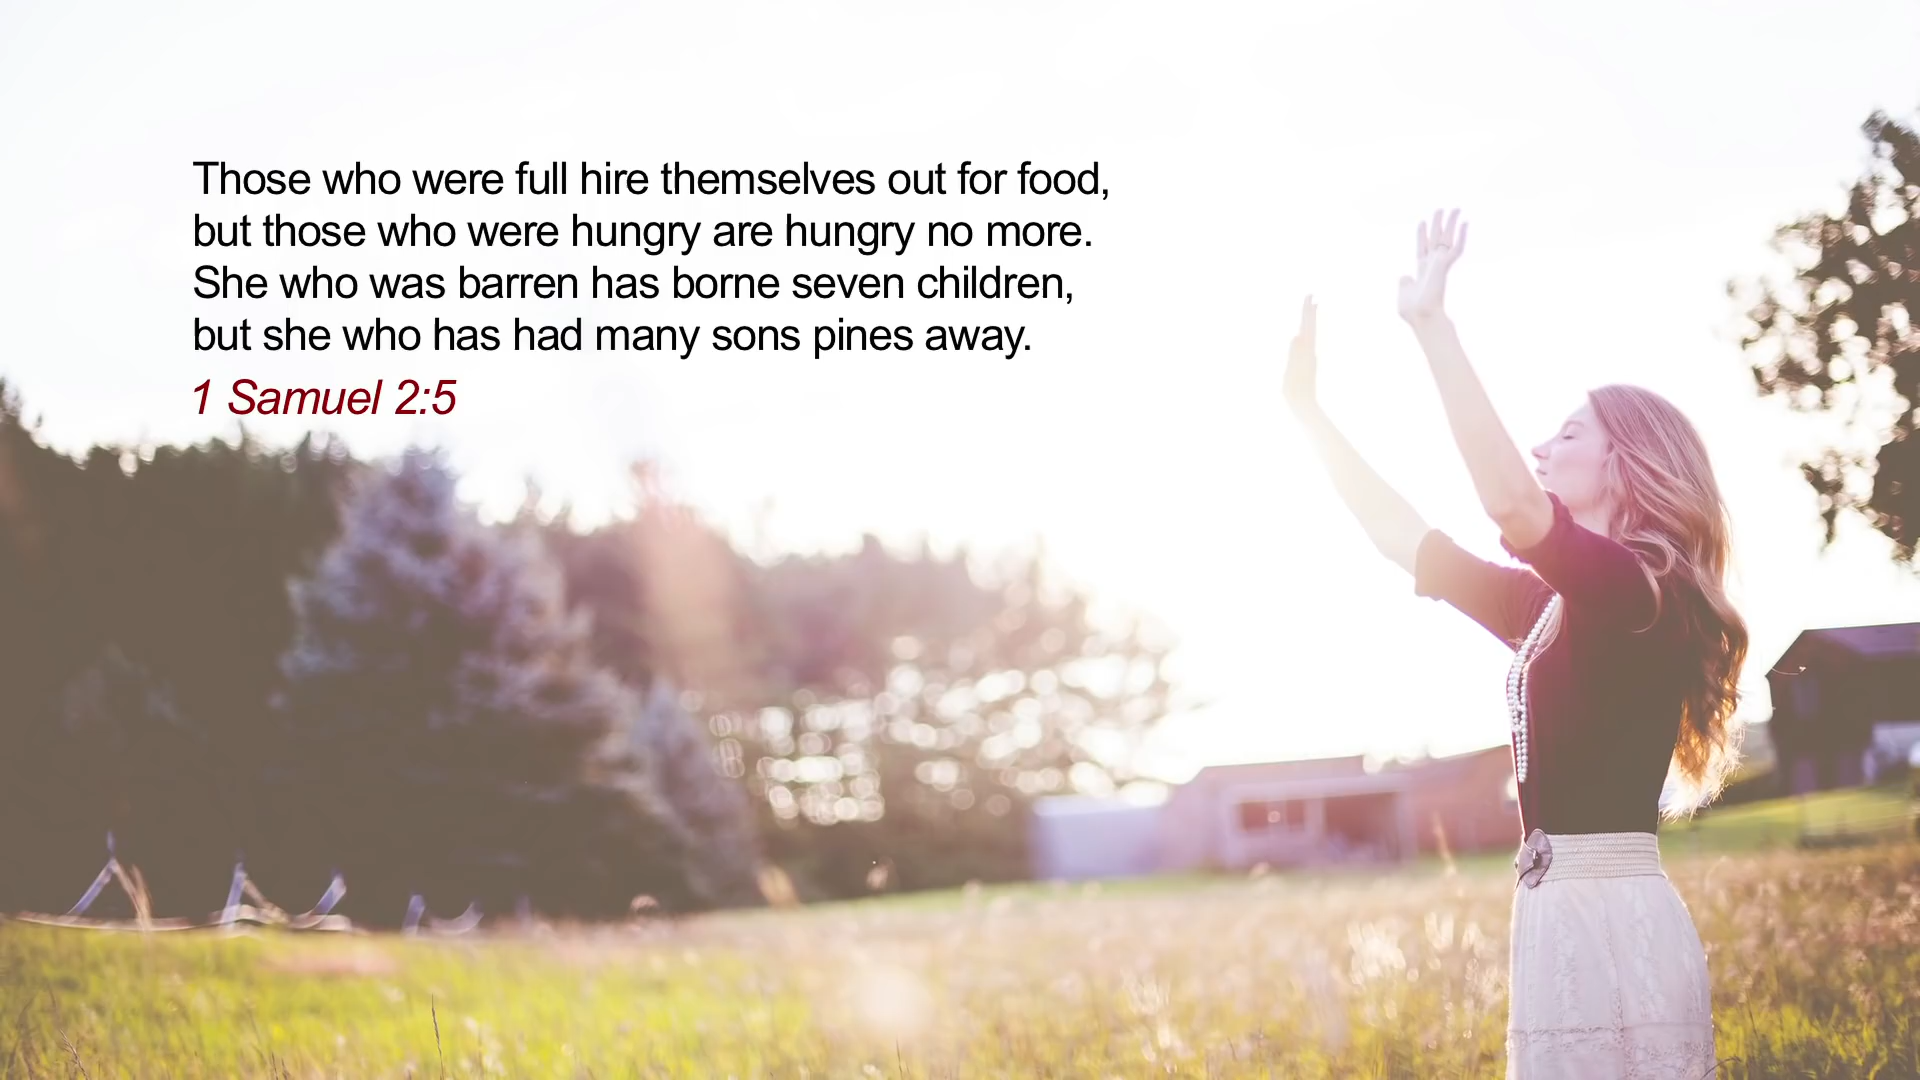 Those who were full hire themselves out for food,
but those who were hungry are hungry no more.
She who was barren has borne seven children,
but she who has had many sons pines away.
1 Samuel 2:5